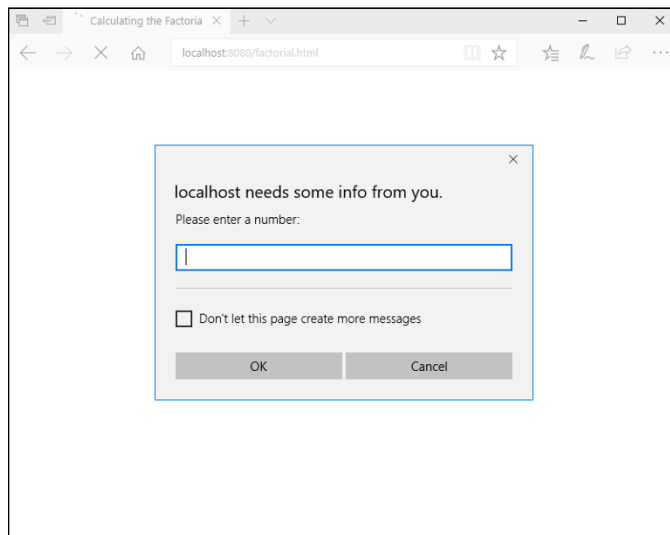 Calculating the Factoria
localhost:8080/factorial.html
localhost needs some info from you.
Please enter a number:
Don't let this page create more messages
OK
Cancel